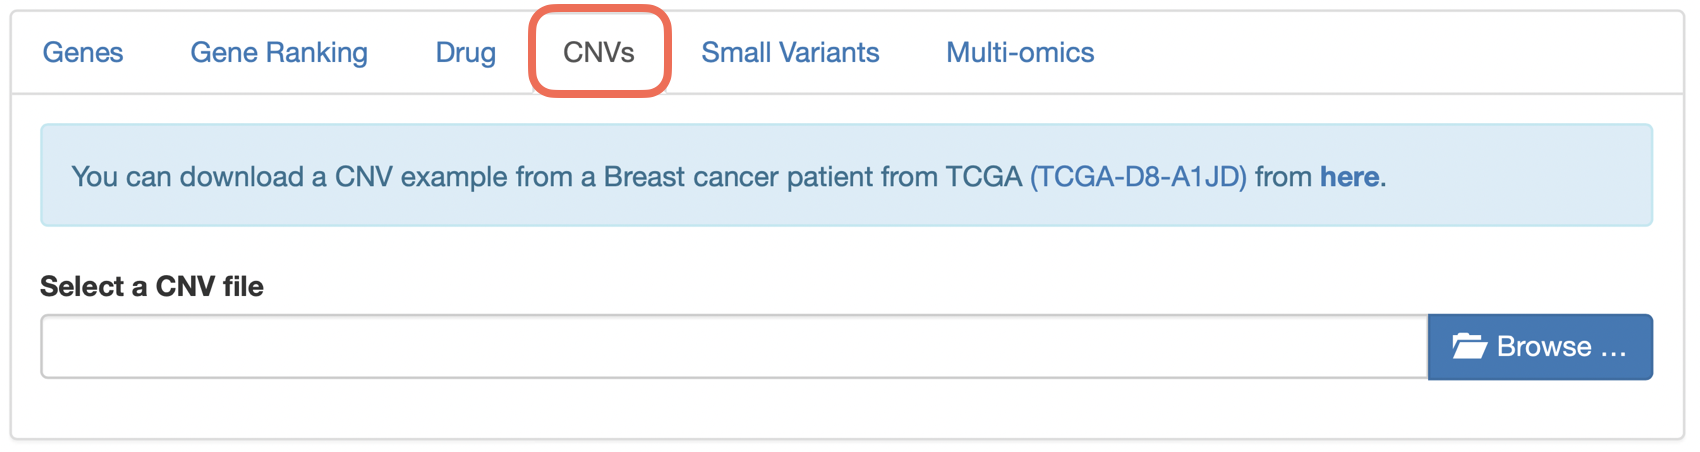 Genes Gene Ranking Drug CNVs Small Variants Multi-omics
You can download a CNV example from a Breast cancer patient from TCGA (TCGA-D8-A1JD) from here.
Select a CNV file
Browse ...